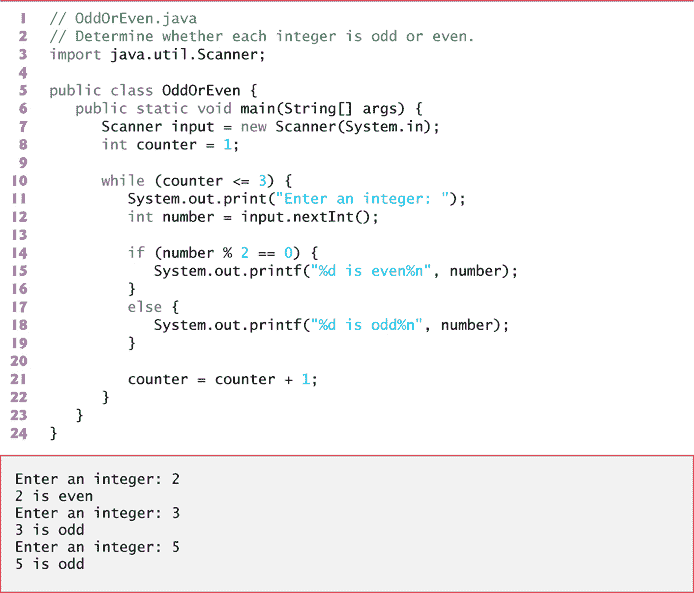 1 // OddOrEven.java
2 // Determine whether each integer is odd or even.
3 import java.util.Scanner;
4
5 public class OddOrEven {
6    public static void main(String[] args) {
7       Scanner input = new Scanner(System.in);
8       int counter = 1;
9
10       while (counter <= 3) {
11          System.out.print("Enter an integer: ");
12          int number = input.nextInt();
13
14          if (number % 2 == 0) {
15             System.out.printf("%d is even%n", number);
16          }
17          else {
18             System.out.printf("%d is odd%n", number);
19          }
20
21          counter = counter + 1;
22       }
23    }
24 }
Enter an integer: 2
2 is even
Enter an integer: 3
3 is odd
Enter an integer: 5
5 is odd